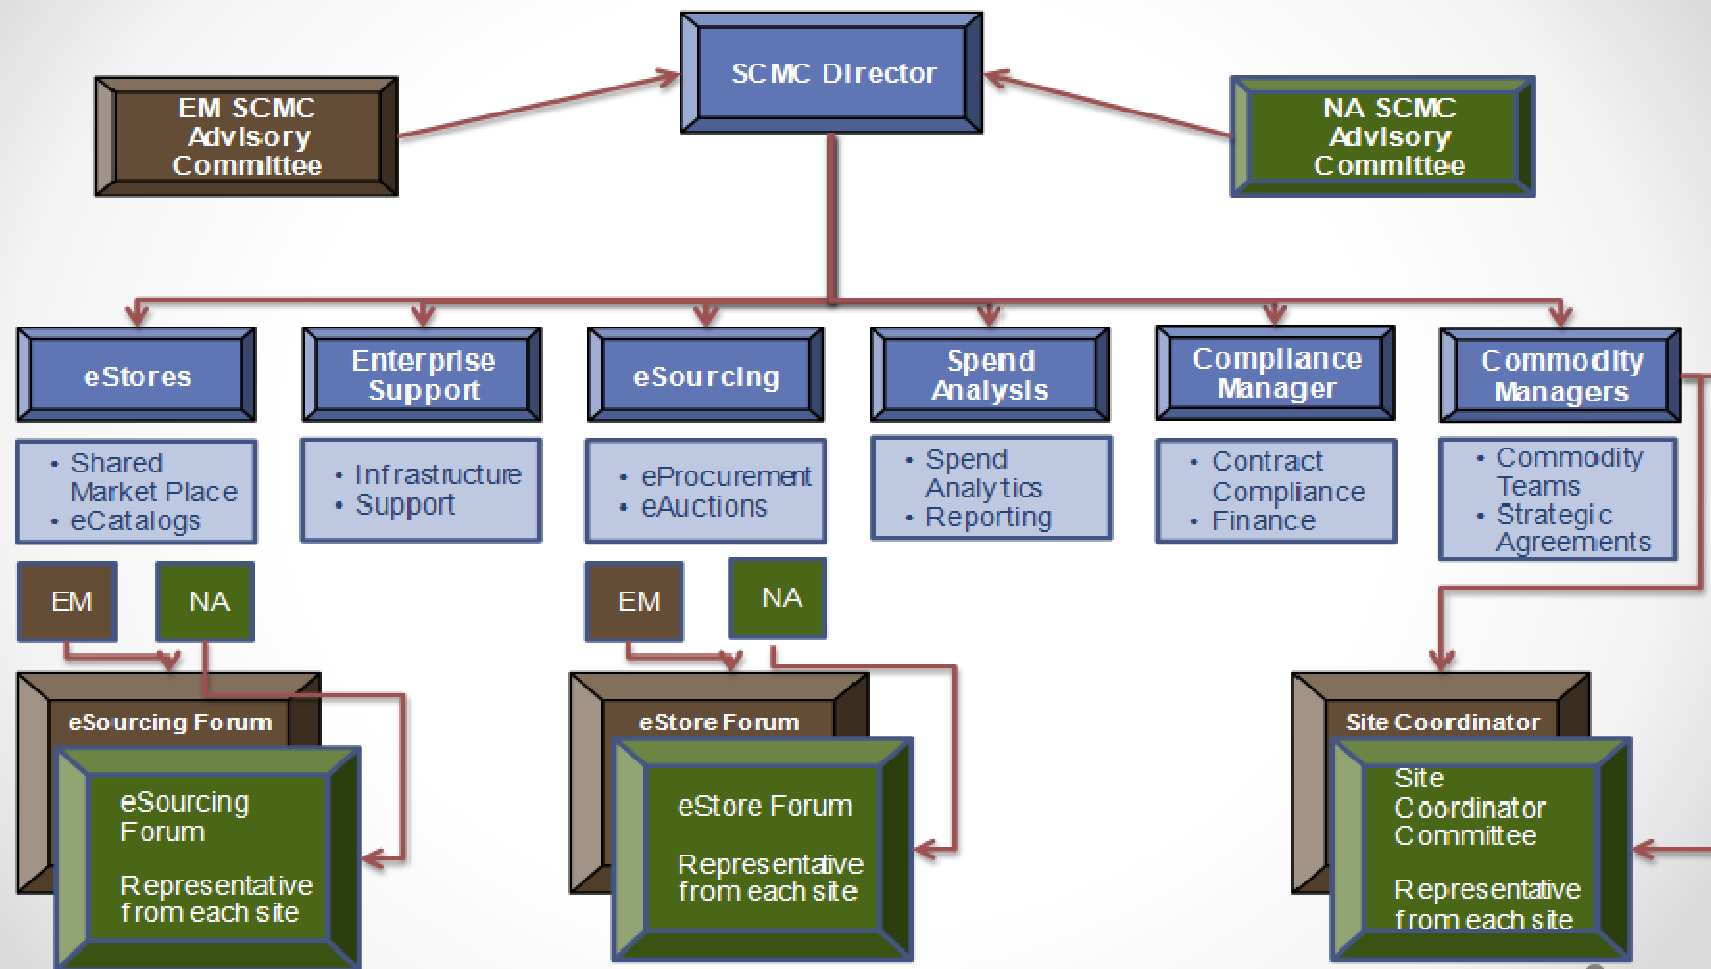 SCMC Director
EM SCMC
Advisory
Committee
NA SCMC
Advisory
Committee
eStores
Enterprise
Support
eSourcing
Spend
Analysis
Compliance
Manager
Commodity
Managers
• Shared
Market Place
• eCatalogs
• Infrastructure
• Support
• eProcurement
• eAuctions
• Spend
Analytics
• Reporting
• Contract
Compliance
• Finance
• Commodity
Teams
• Strategic
Agreements
EM
NA
EM
NA
eSourcing Forum
eSourcing
Forum
Representative
from each site
eStore Forum
eStore Forum
Representative
from each site
Site Coordinator
Site
Coordinator
Committee
Representative
from each site